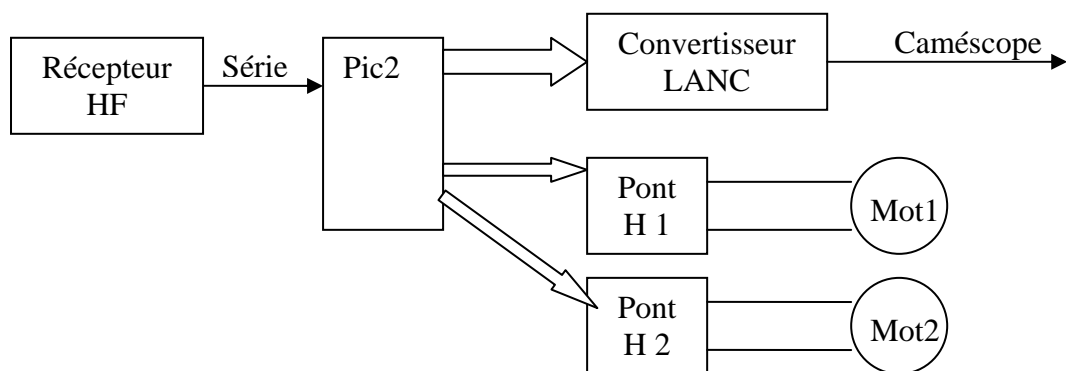 Récepteur
HF
Série
Pic2
Convertisseur
LANC
Caméscope
Pont
H 1
Mot1
Pont
H 2
Mot2